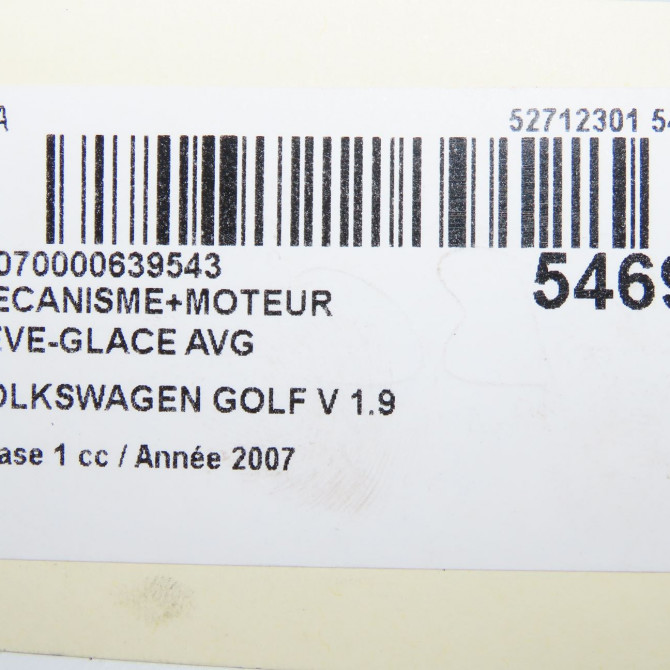 A 52712301 54
070000639543
ECANISME+MOTEUR 5469
EVE-GLACE AVG
OLKSWAGEN GOLF V 1.9
ase 1 cc / Année 2007